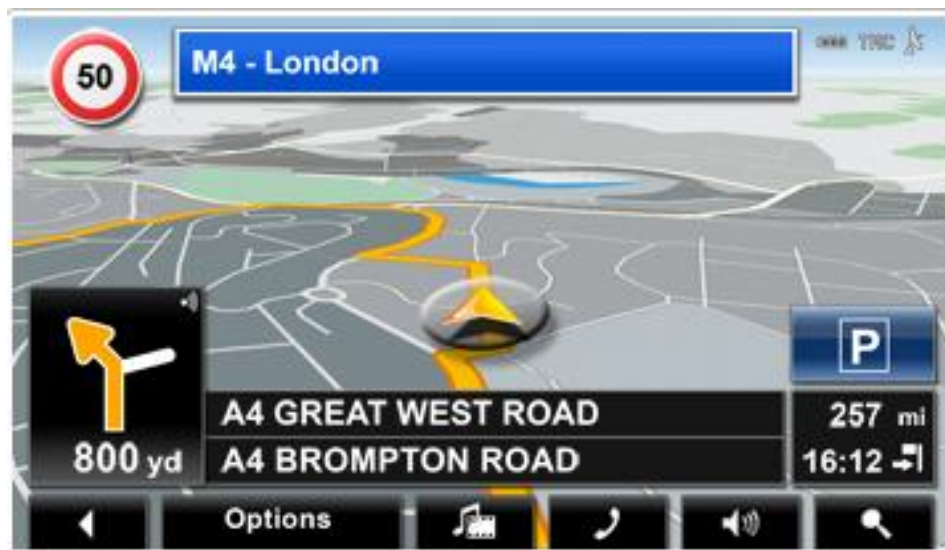 50
M4 - London
TMC
P
A4 GREAT WEST ROAD
257 mi
800 yd
A4 BROMPTON ROAD
16:12
Options